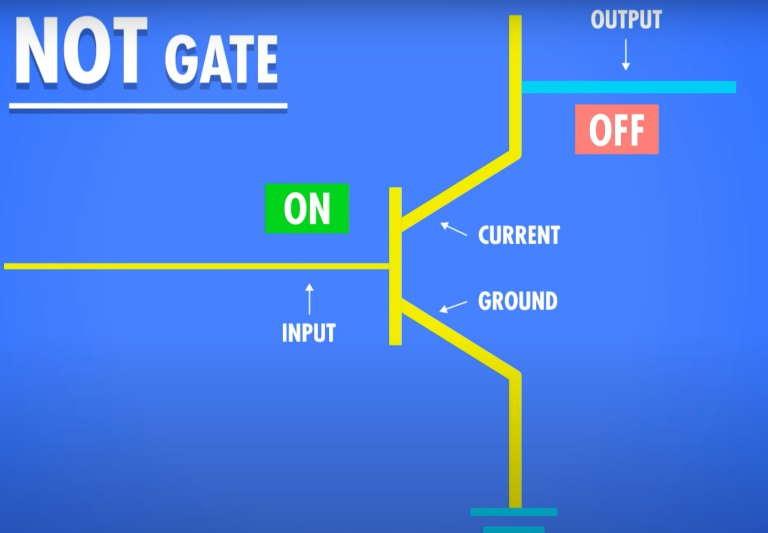 NOT GATE
OUTPUT
OFF
ON
CURRENT
GROUND
INPUT